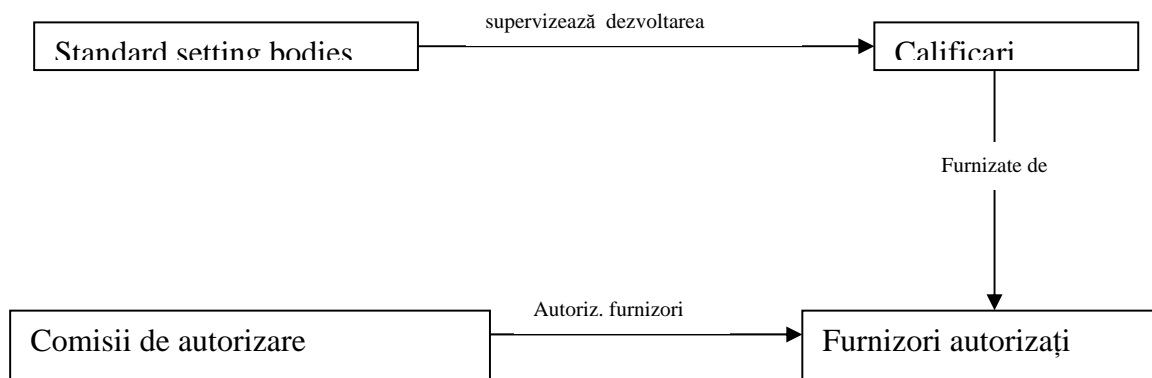 supervizează dezvoltarea
Standard setting bodies
Calificari
Furnizate de
Autoriz. furnizori
Comisii de autorizare
Furnizori autorizați